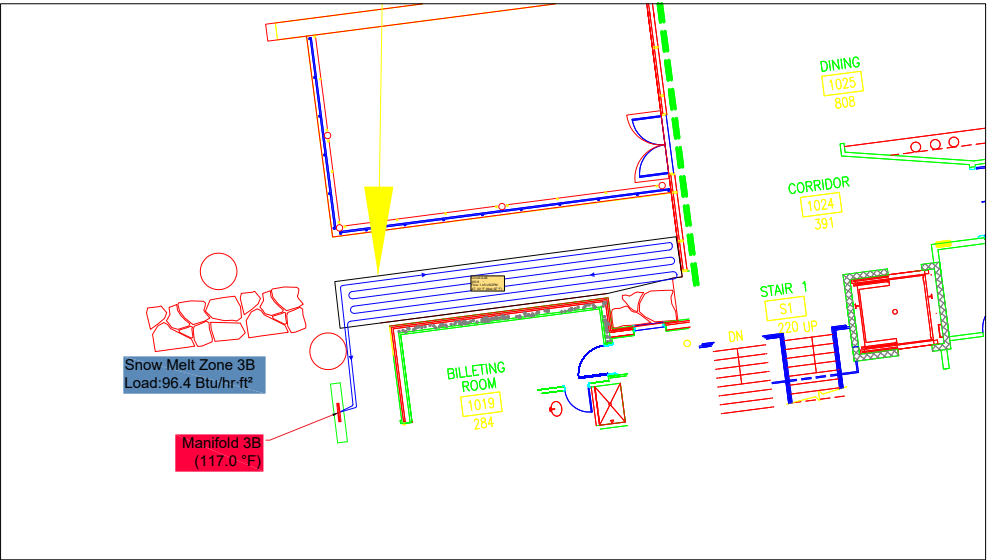 DINING
1025
808
CORRIDOR
1024
391
STAIR 1
S1
220 UP
DN
BILLETING
ROOM
1019
284
Snow Melt Zone 3B
Load:96.4 Btu/hr·ft²
Manifold 3B
(117.0 °F)